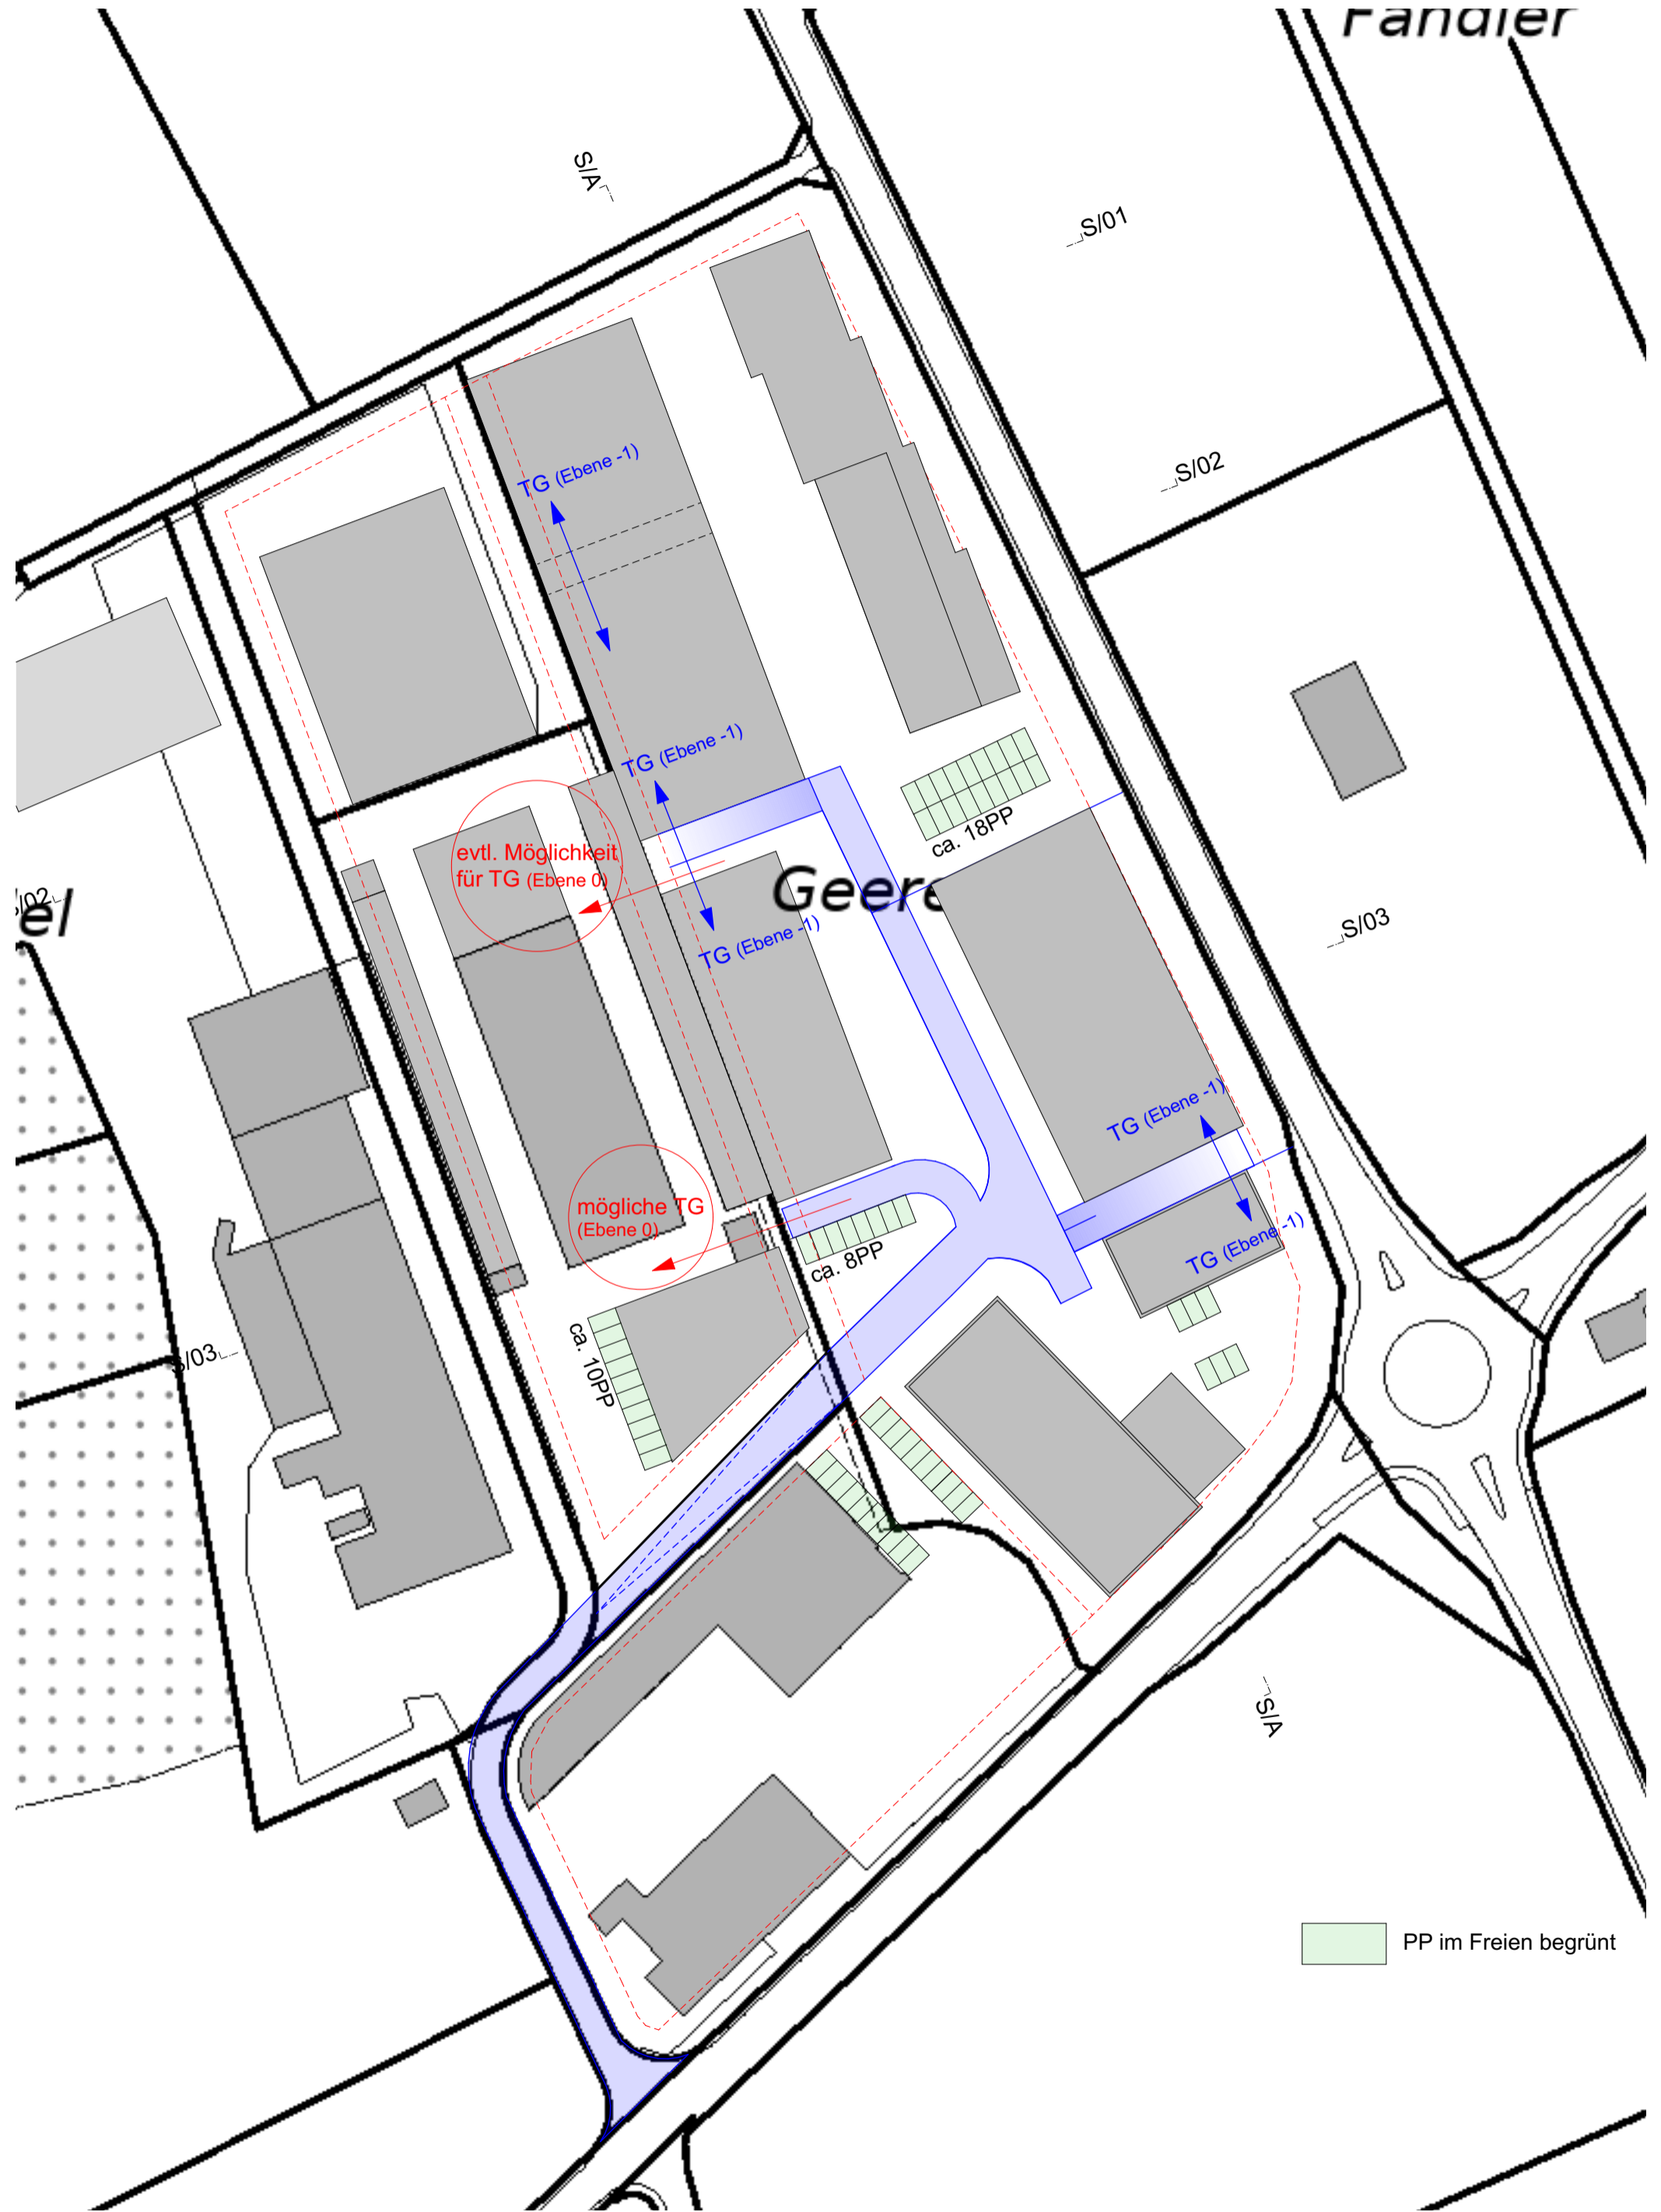 Fandler
S/A
S/01
S/02
TG (Ebene -1)
TG (Ebene -1)
ca. 18PP
evtl. Möglichkeit
für TG (Ebene 0)
Geere
/02
el
S/03
TG (Ebene -1)
TG (Ebene -1)
mögliche TG
(Ebene 0)
ca. 8PP
TG (Ebene -1)
ca. 10PP
S/03
S/A
PP im Freien begrünt